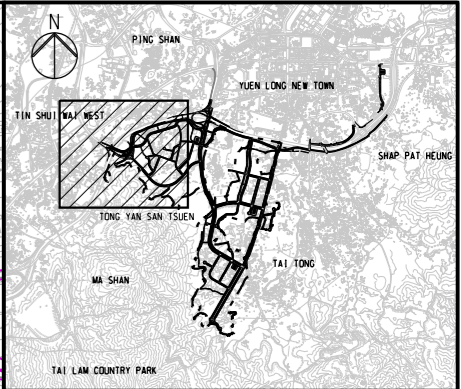 N
PING SHAN
YUEN LONG NEW TOWN
TIN SHUI WAI WEST
SHAP PAT HEUNG
TONG YAN SAN TSUEN
TAI TONG
MA SHAN
TAI LAM COUNTRY PARK